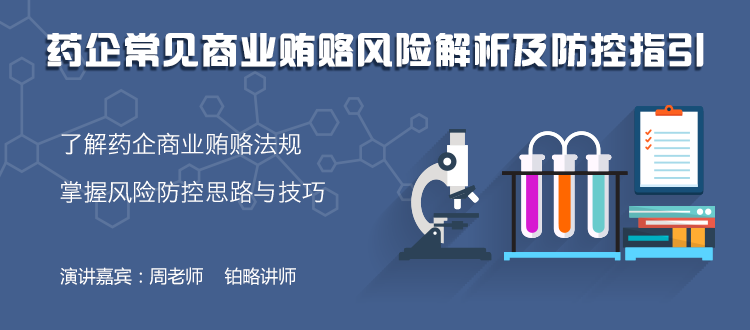 药企常见商业贿赂风险解析及防控指引
了解药企商业贿赂法规
掌握风险防控思路与技巧
演讲嘉宾：周老师 铂略讲师